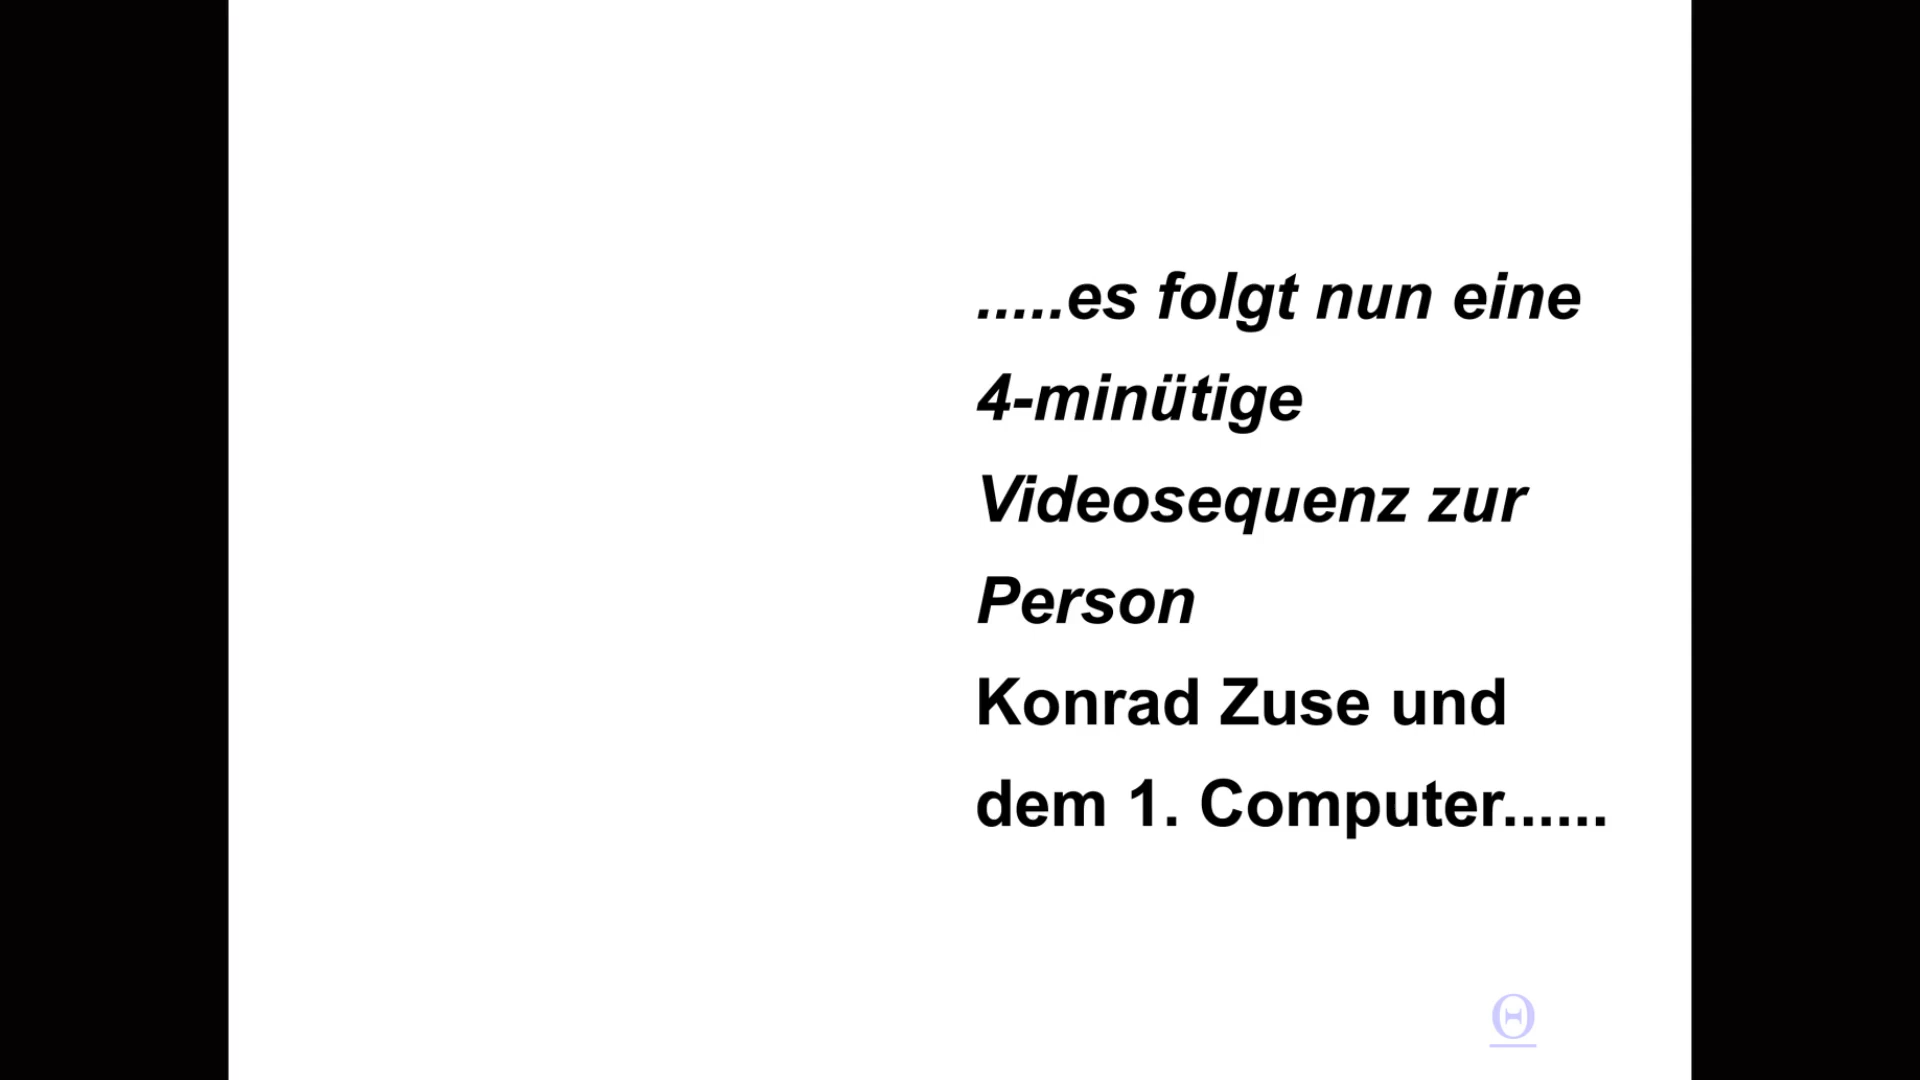 .....es folgt nun eine
4-minütige
Videosequenz zur
Person
Konrad Zuse und
dem 1. Computer......
Θ